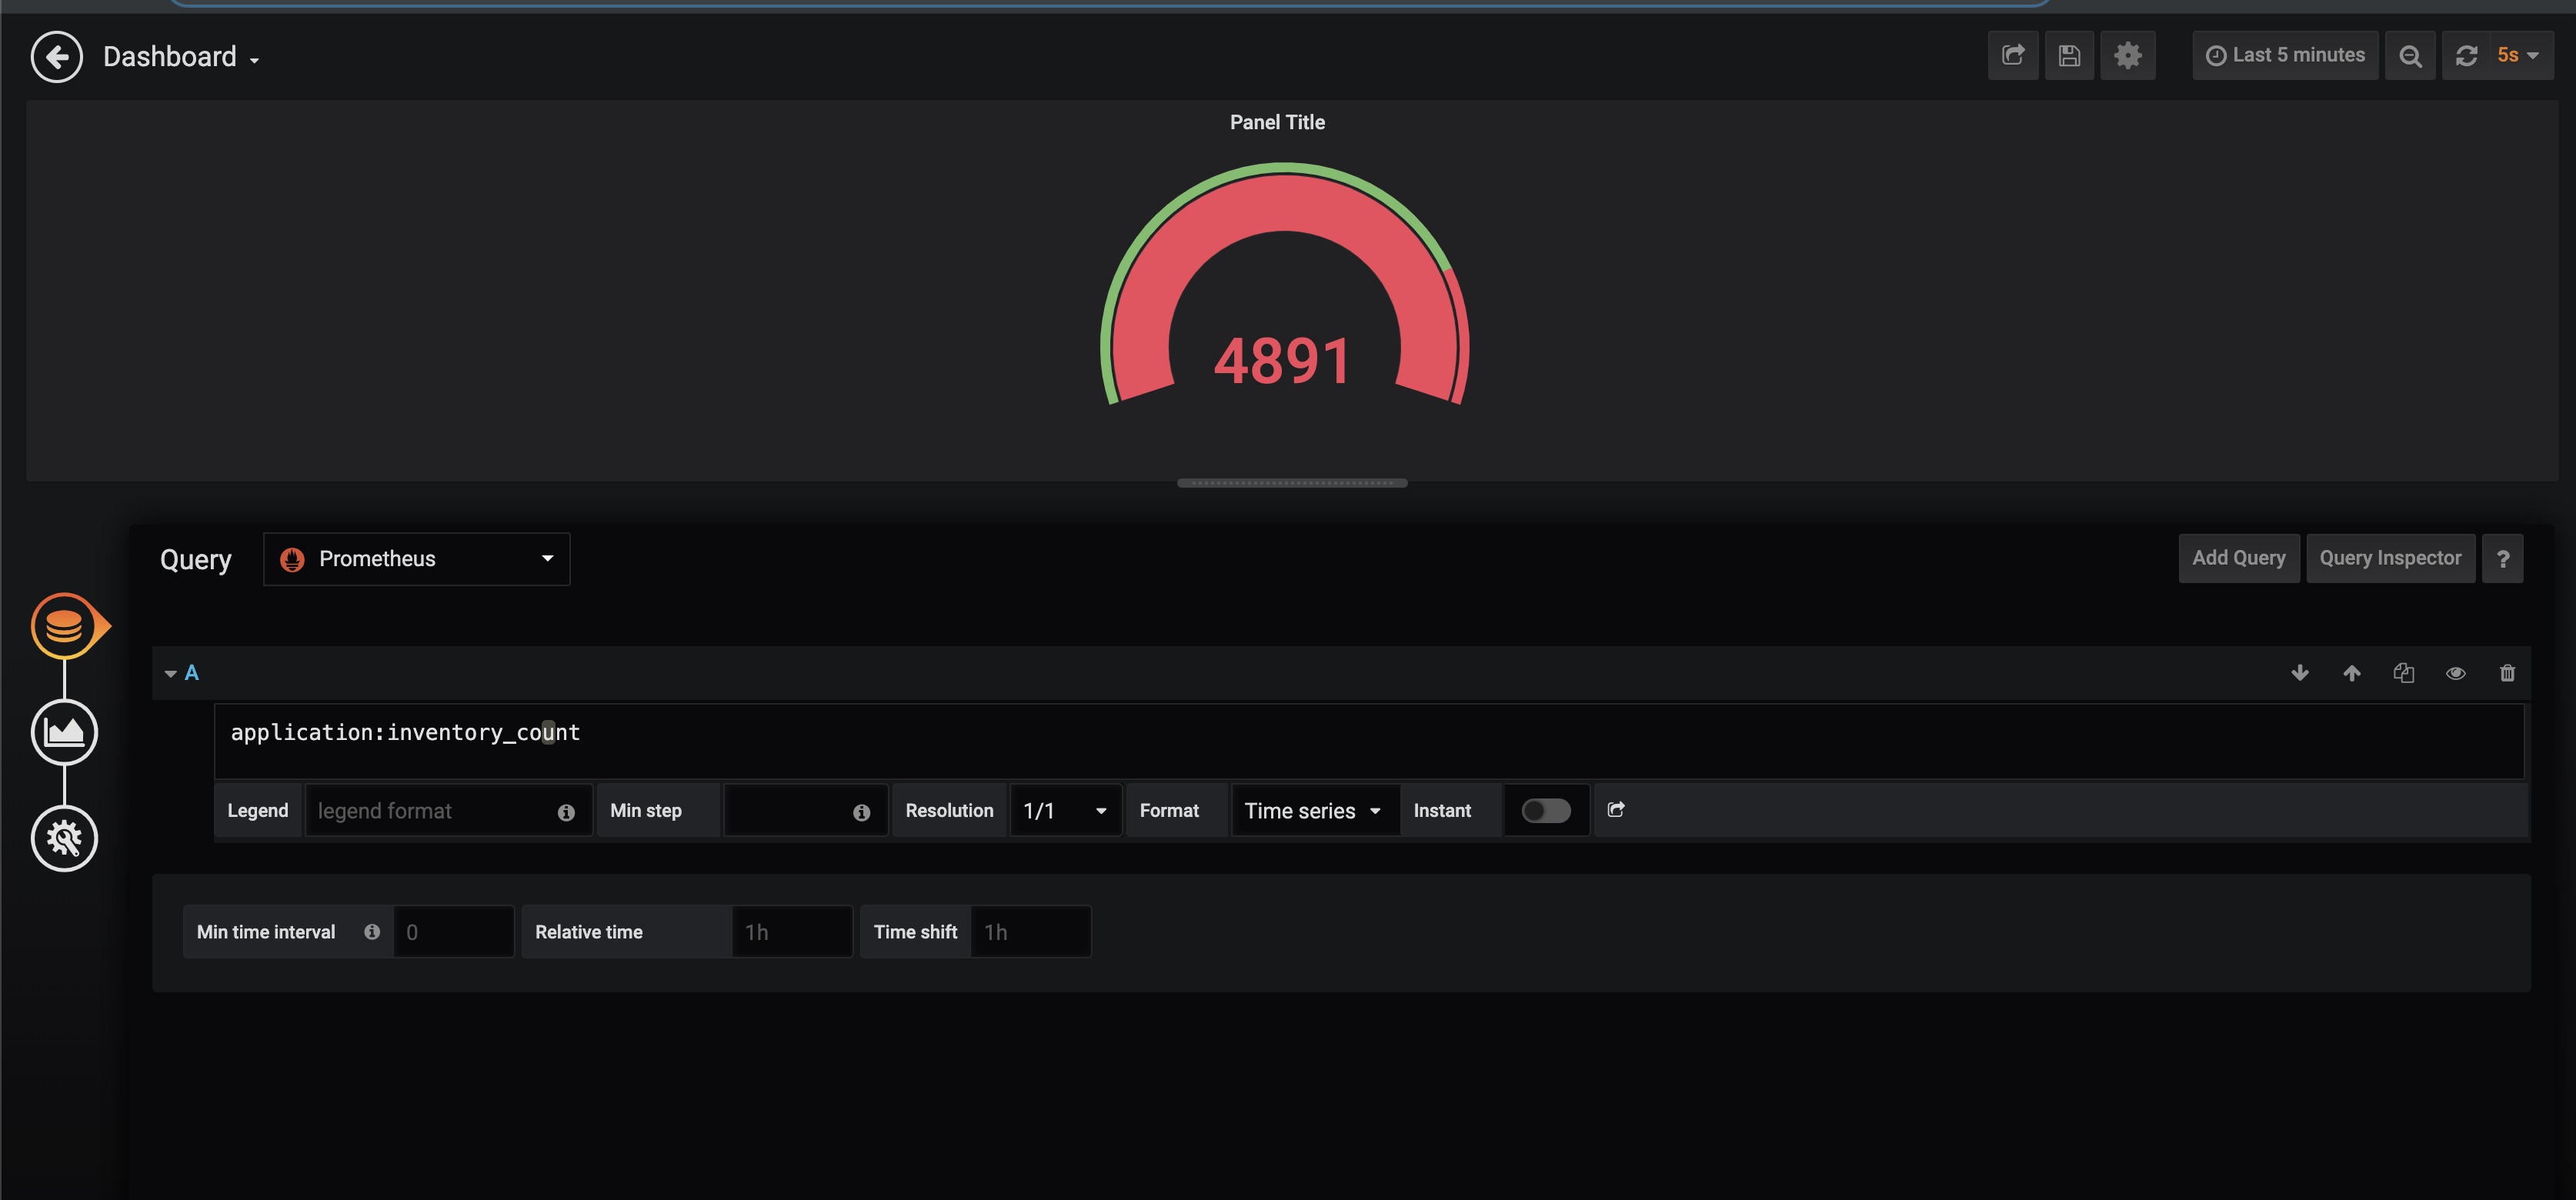 Dashboard
Last 5 minutes
5s
Panel Title
4891
Query
Prometheus
Add Query
Query Inspector
?
A
application:inventory_count
Legend legend format Min step Resolution 1/1 Format Time series Instant
Min time interval 0 Relative time 1h Time shift 1h